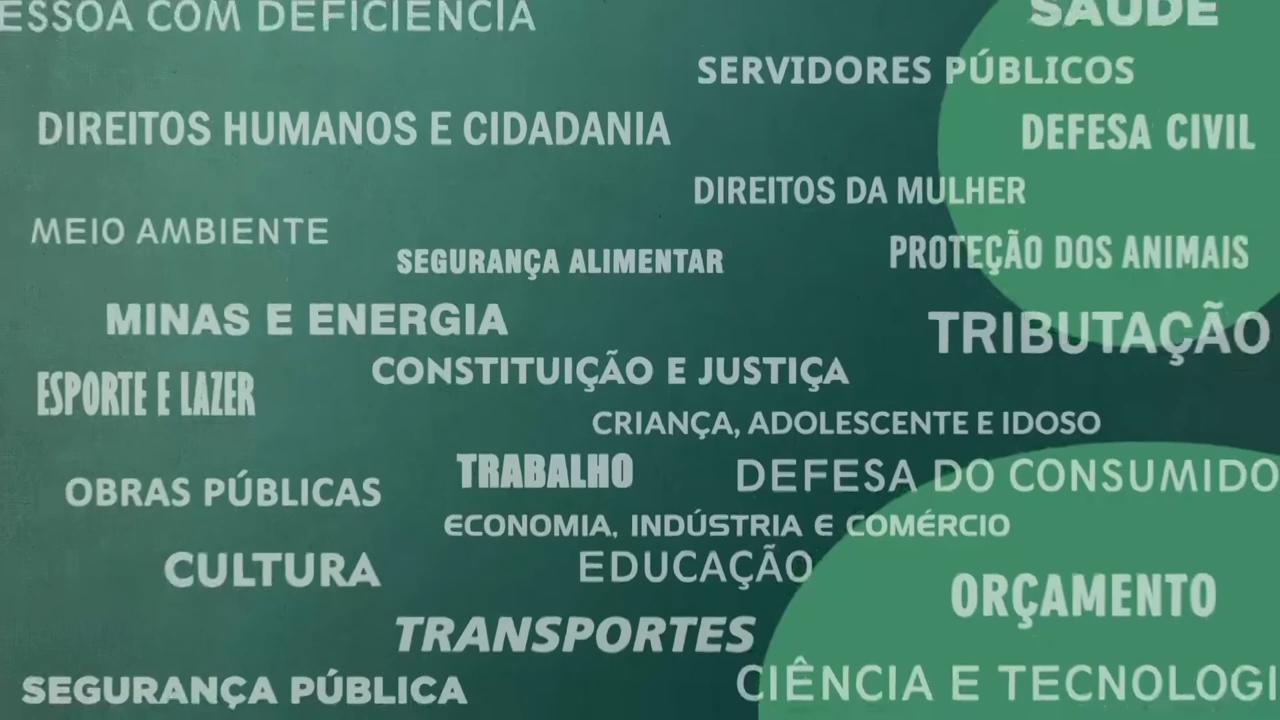 ESSOA COM DEFICIÊNCIA
SAÚDE
SERVIDORES PÚBLICOS
DIREITOS HUMANOS E CIDADANIA
DEFESA CIVIL
DIREITOS DA MULHER
MEIO AMBIENTE
SEGURANÇA ALIMENTAR
PROTEÇÃO DOS ANIMAIS
MINAS E ENERGIA
TRIBUTAÇÃO
CONSTITUIÇÃO E JUSTIÇA
ESPORTE E LAZER
CRIANÇA, ADOLESCENTE E IDOSO
TRABALHO
DEFESA DO CONSUMIDO
OBRAS PÚBLICAS
ECONOMIA, INDÚSTRIA E COMÉRCIO
CULTURA
EDUCAÇÃO
ORÇAMENTO
TRANSPORTES
SEGURANÇA PÚBLICA
CIÊNCIA E TECNOLOGI